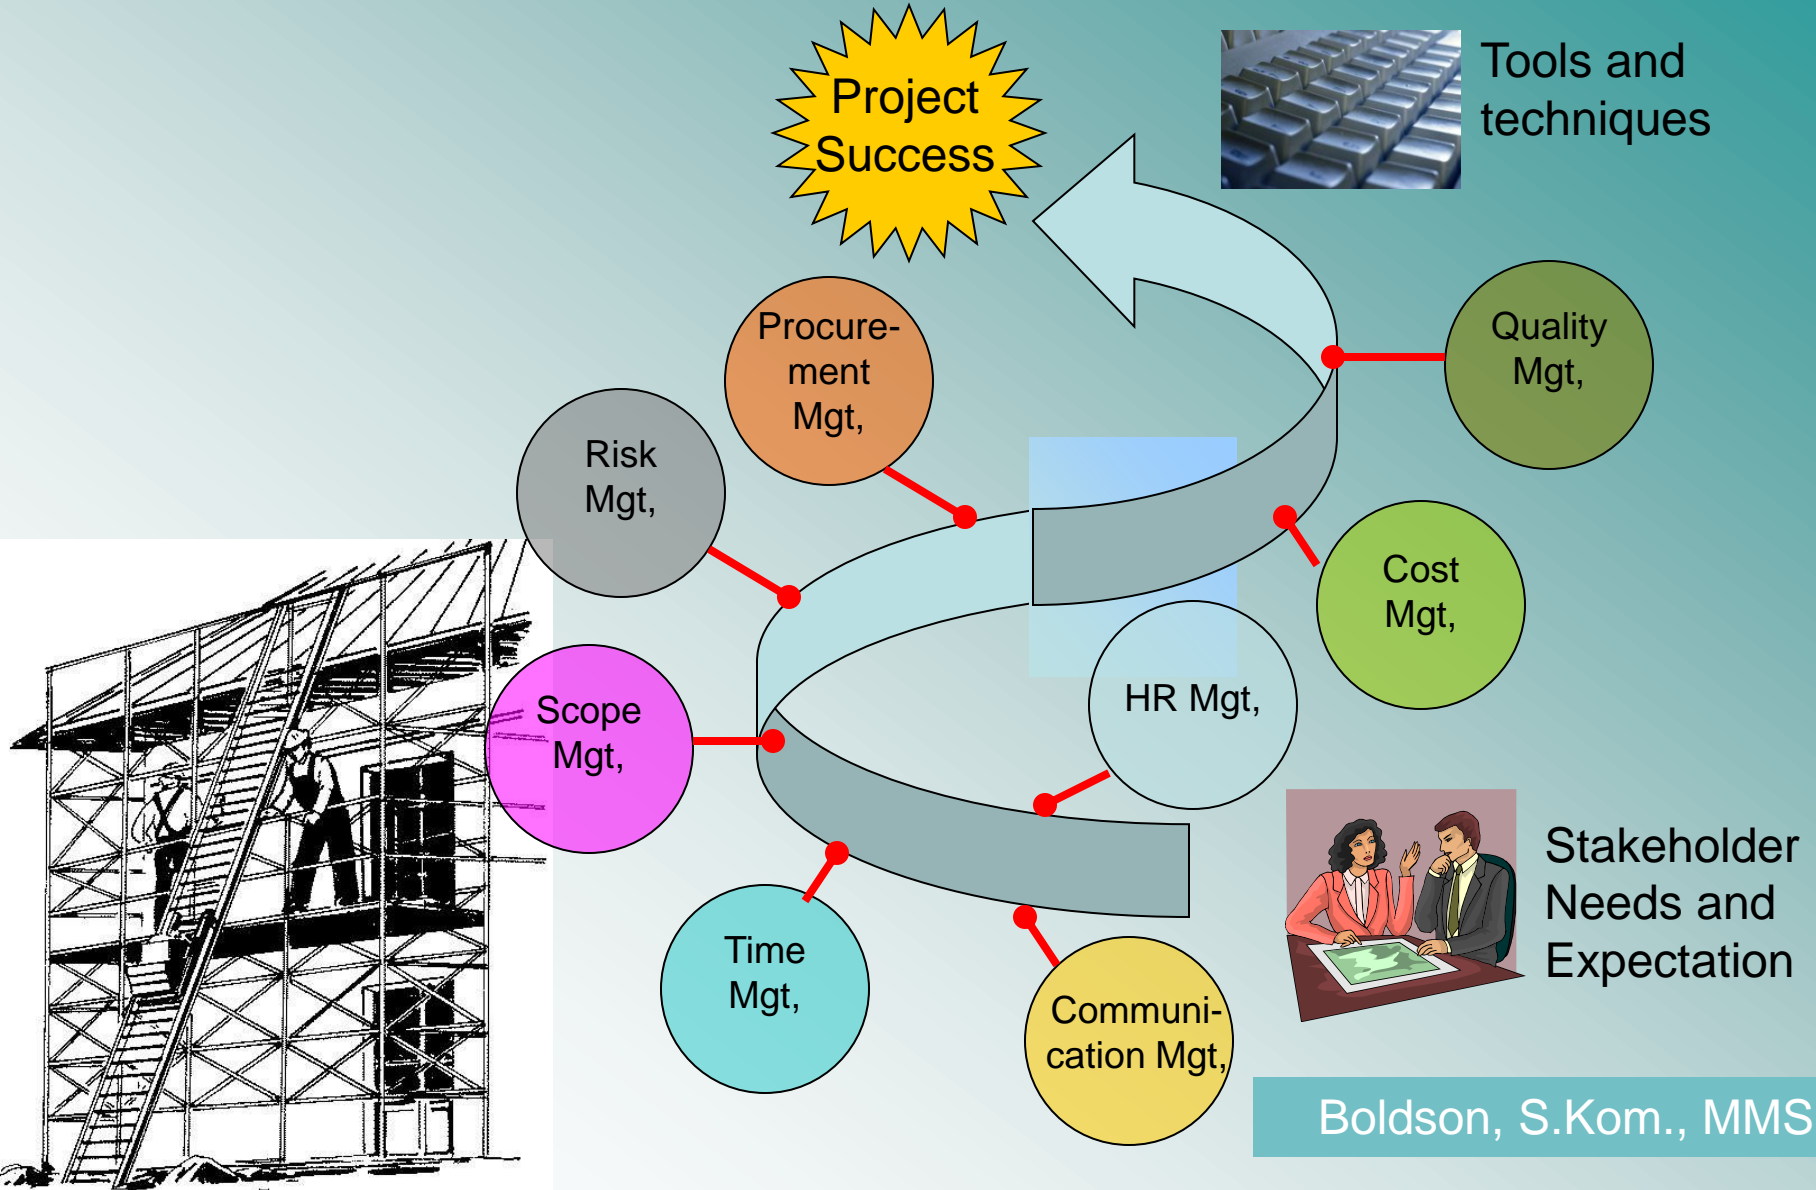 Project
Success
Tools and
techniques
Procure-
ment
Mgt,
Quality
Mgt,
Risk
Mgt,
Cost
Mgt,
Scope
Mgt,
HR Mgt,
Time
Mgt,
Communi-
cation Mgt,
Stakeholder
Needs and
Expectation
Boldson, S.Kom., MMSI